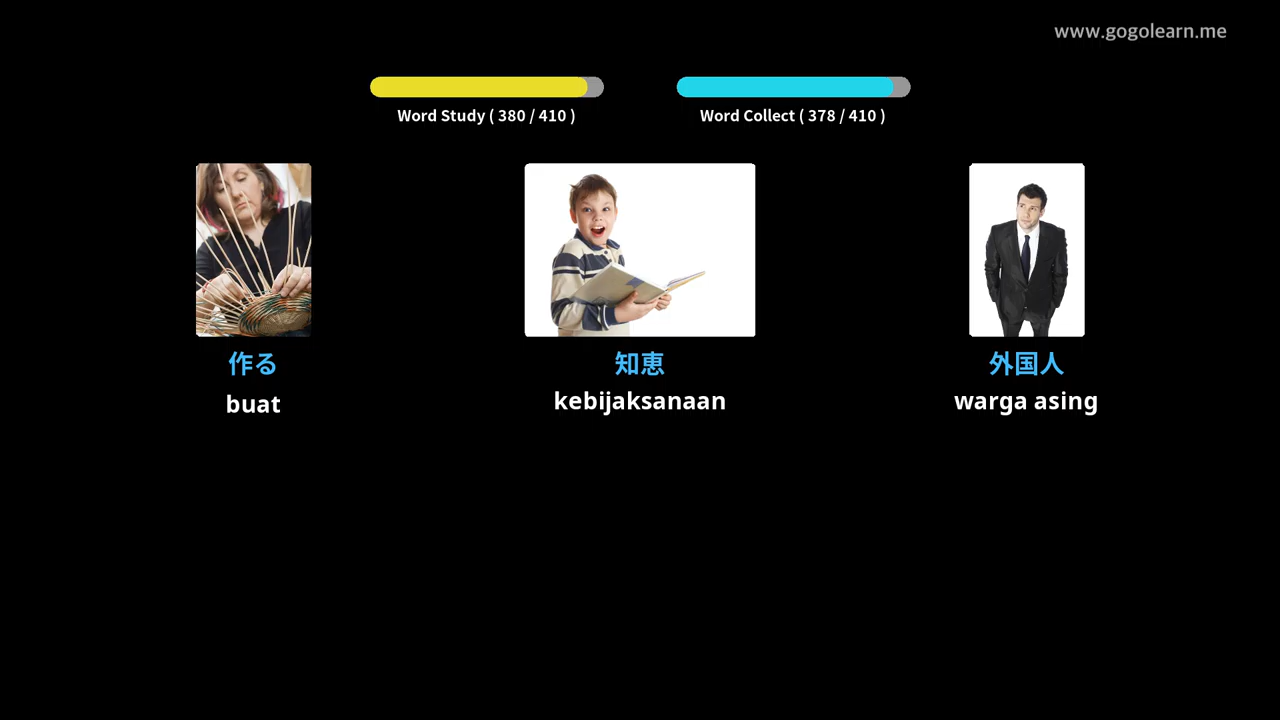 www.gogolearn.me
Word Study ( 380 / 410 )
Word Collect ( 378 / 410 )
作る
buat
知恵
kebijaksanaan
外国人
warga asing